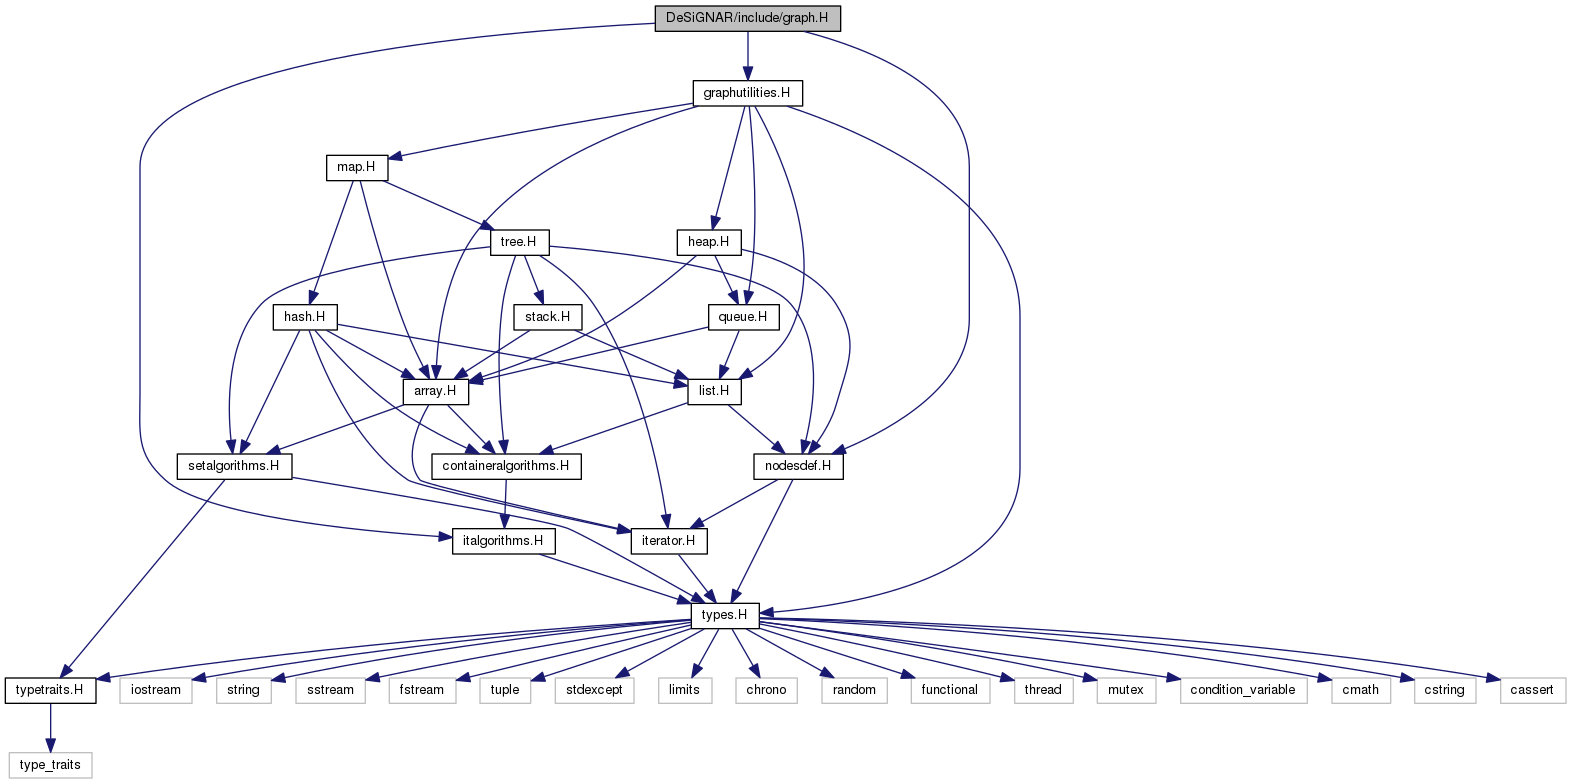 DeSiGNAR/include/graph.H
graphutilities.H
map.H
tree.H
heap.H
hash.H
stack.H
queue.H
array.H
list.H
setalgorithms.H
containeralgorithms.H
nodesdef.H
italgorithms.H
iterator.H
types.H
typetraits.H
iostream
string
sstream
fstream
tuple
stdexcept
limits
chrono
random
functional
thread
mutex
condition_variable
cmath
cstring
cassert
type_traits